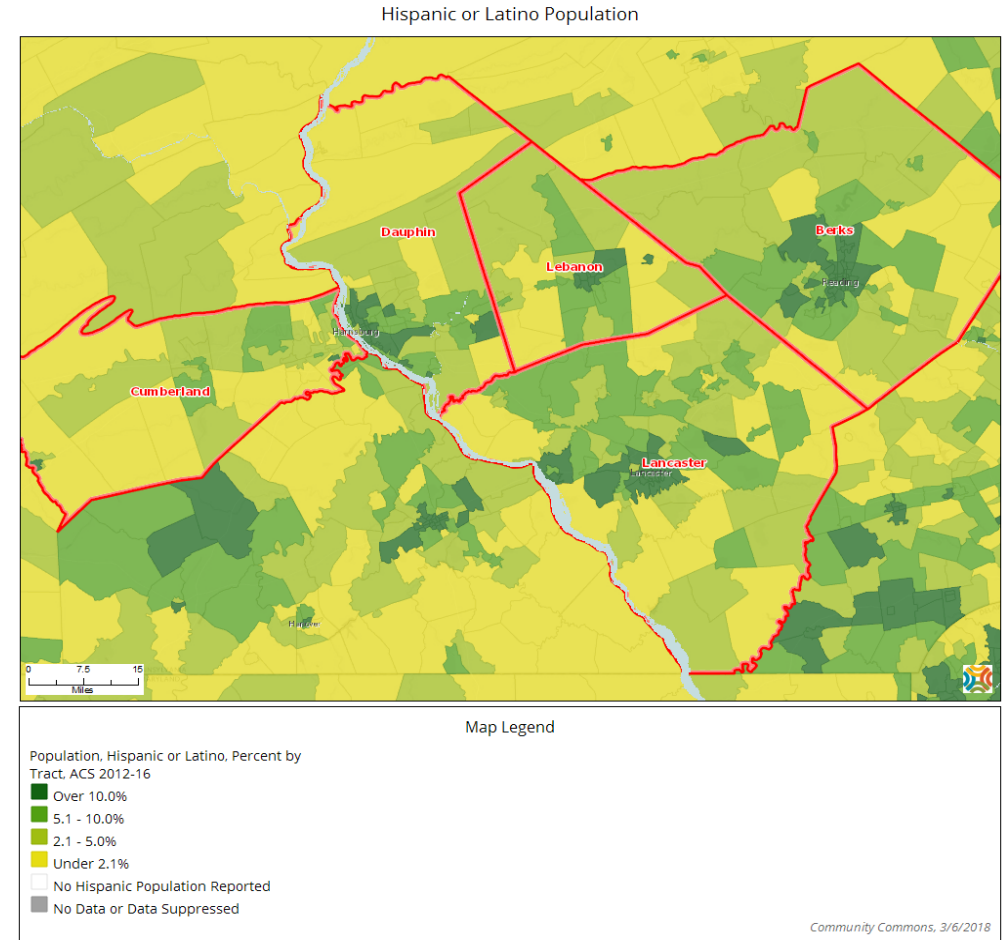 Hispanic or Latino Population
Dauphin
Berks
Lebanon
Reading
Harrisburg
Cumberland
Lancaster
Lancaster
Hanover
0 7.5 15
Miles
Map Legend
Population, Hispanic or Latino, Percent by
Tract, ACS 2012-16
Over 10.0%
5.1 - 10.0%
2.1 - 5.0%
Under 2.1%
No Hispanic Population Reported
No Data or Data Suppressed
Community Commons, 3/6/2018